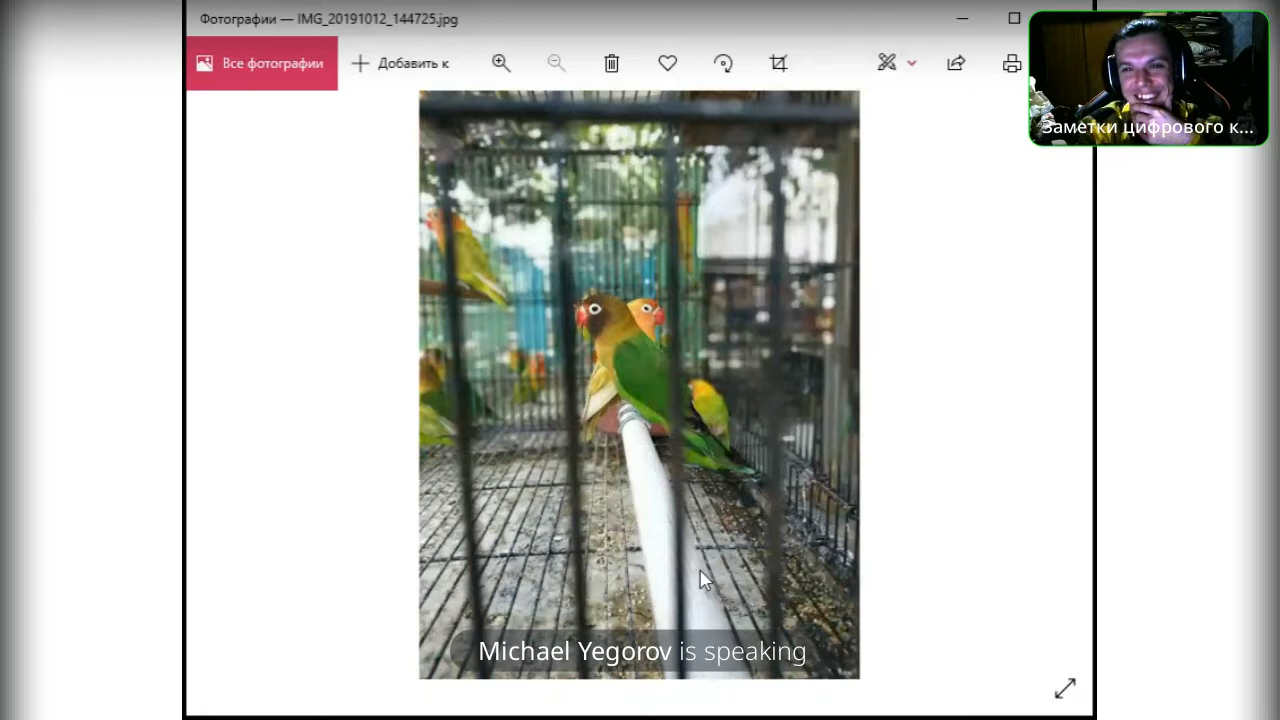 Фотографии — IMG_20191012_144725.jpg
Все фотографии
Добавить к
Заметки цифрового к...
Michael Yegorov is speaking